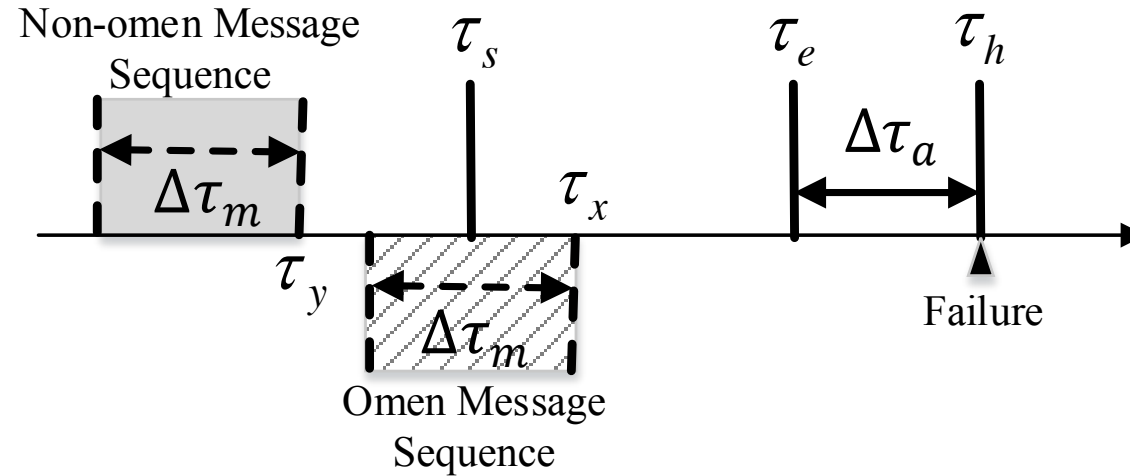 Non-omen Message
Sequence
τs
τe
τh
Δτm
Δτa
τx
τy
Δτm
Failure
Omen Message
Sequence